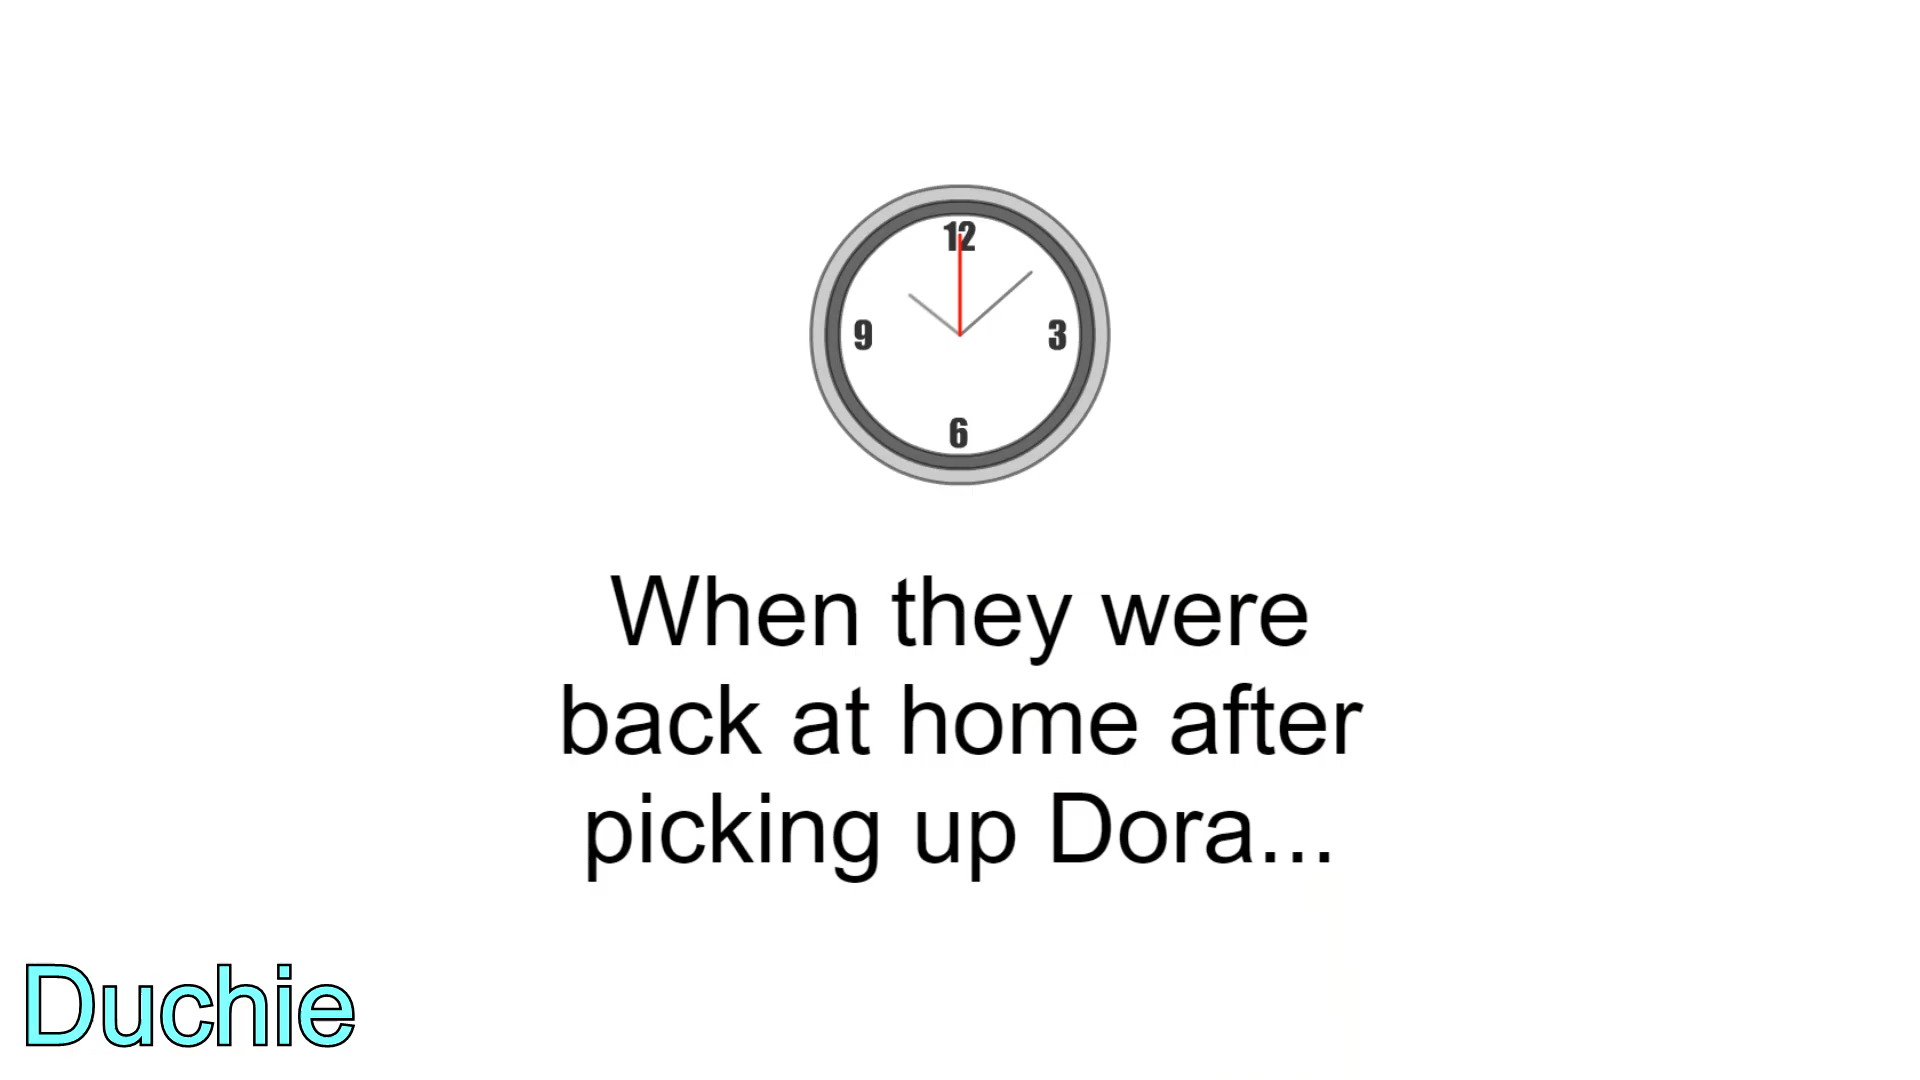 12
9 3
6
When they were
back at home after
picking up Dora...
Duchie